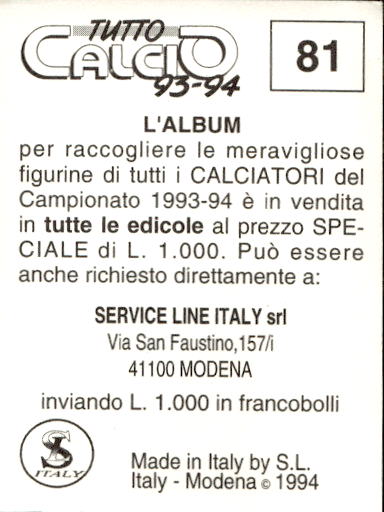 TUTTO
CALCIO
93-94
81
L'ALBUM
per raccogliere le meravigliose
figurine di tutti i CALCIATORI del
Campionato 1993-94 è in vendita
in tutte le edicole al prezzo SPE-
CIALE di L. 1.000. Può essere
anche richiesto direttamente a:
SERVICE LINE ITALY srl
Via San Faustino,157/i
41100 MODENA
inviando L. 1.000 in francobolli
SL
ITALY
Made in Italy by S.L.
Italy - Modena © 1994